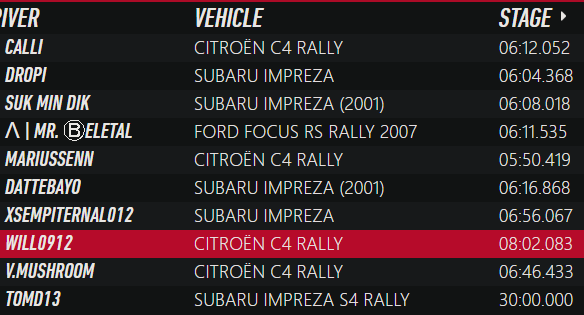 IVER VEHICLE STAGE
CALLI CITROËN C4 RALLY 06:12.052
DROPI SUBARU IMPREZA 06:04.368
SUK MIN DIK SUBARU IMPREZA (2001) 06:08.018
Λ | MR. ⒷELETAL FORD FOCUS RS RALLY 2007 06:11.535
MARIUSSENN CITROËN C4 RALLY 05:50.419
DATTEBAYO SUBARU IMPREZA (2001) 06:16.868
XSEMPITERNAL012 SUBARU IMPREZA 06:56.067
WILL0912 CITROËN C4 RALLY 08:02.083
V.MUSHROOM CITROËN C4 RALLY 06:46.433
TOMD13 SUBARU IMPREZA S4 RALLY 30:00.000